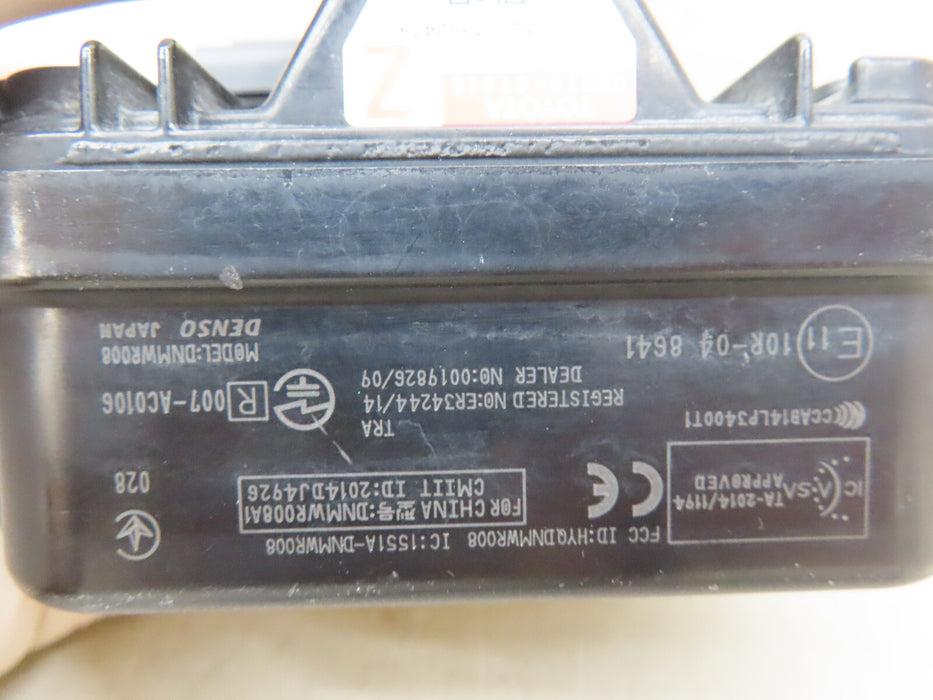 FCC ID:HYQDNMWR008 IC:1551A-DNMWR008
FOR CHINA 型号:DNMWR008A1
CMIIT ID:2014DJ4926
028
ICASA
TA-2014/1194
APPROVED
CE
CCAB14LP3400T1
TRA
REGISTERED NO:ER34244/14
DEALER NO:0019826/09
R 007-AC0106
E11 10R-04 8641
MODEL:DNMWR008
DENSO JAPAN
TOYOTA
Z